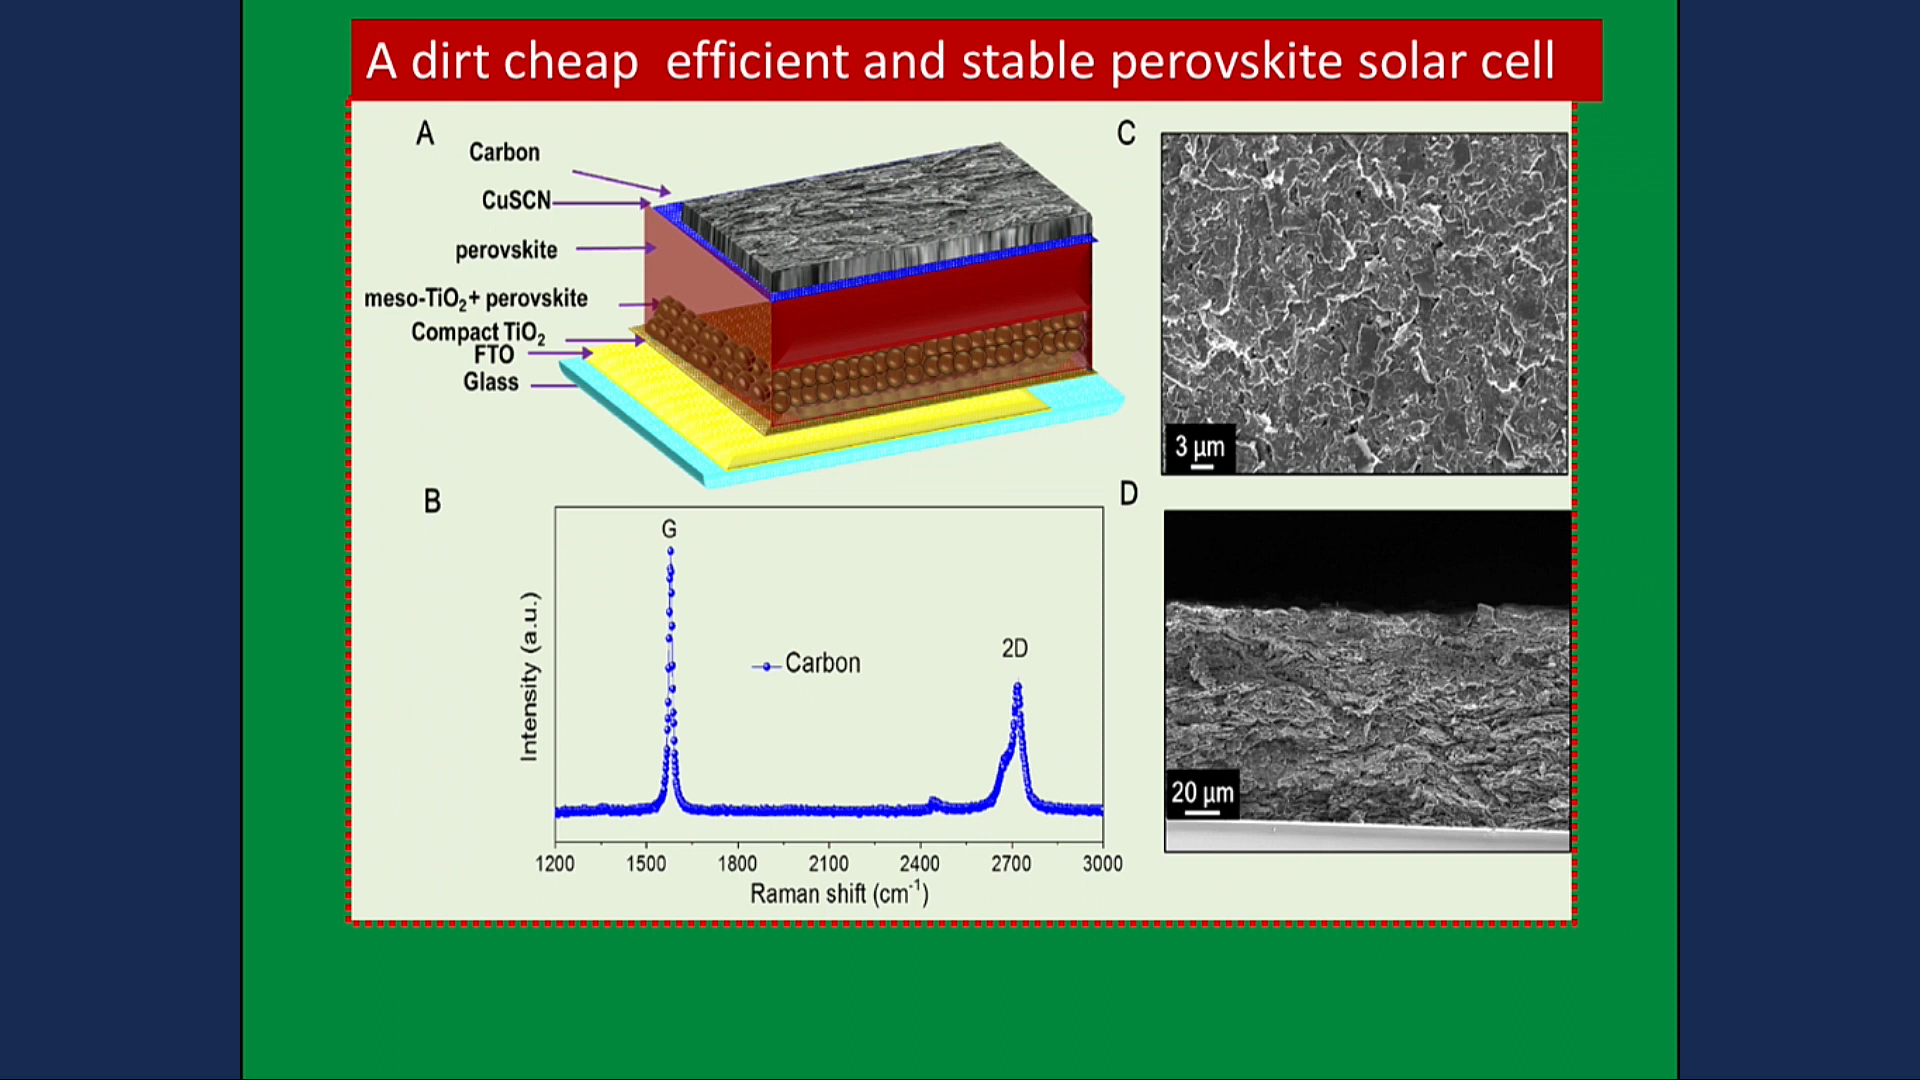 A dirt cheap  efficient and stable perovskite solar cell
A
Carbon
CuSCN
perovskite
meso-TiO₂+ perovskite
Compact TiO₂
FTO
Glass
B
G
2D
Carbon
Intensity (a.u.)
1200 1500 1800 2100 2400 2700 3000
Raman shift (cm⁻¹)
C
3 µm
D
20 µm